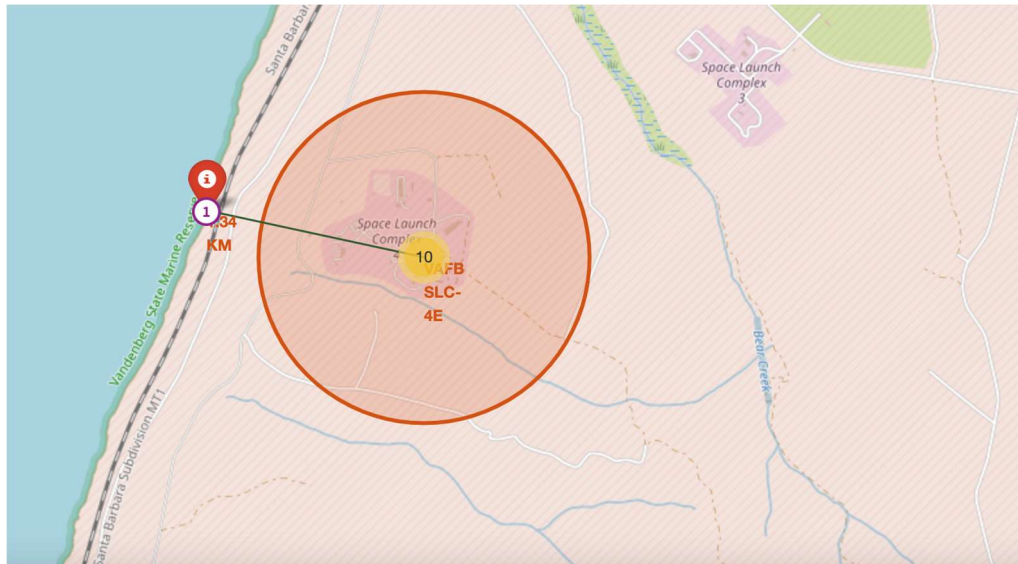 Santa Barbara
Space Launch
Complex
3
i
1
.34
KM
Space Launch
Complex
10
VAFB
SLC-
4E
Vandenberg State Marine Reserve
Bear Creek
Santa Barbara Subdivision MT1